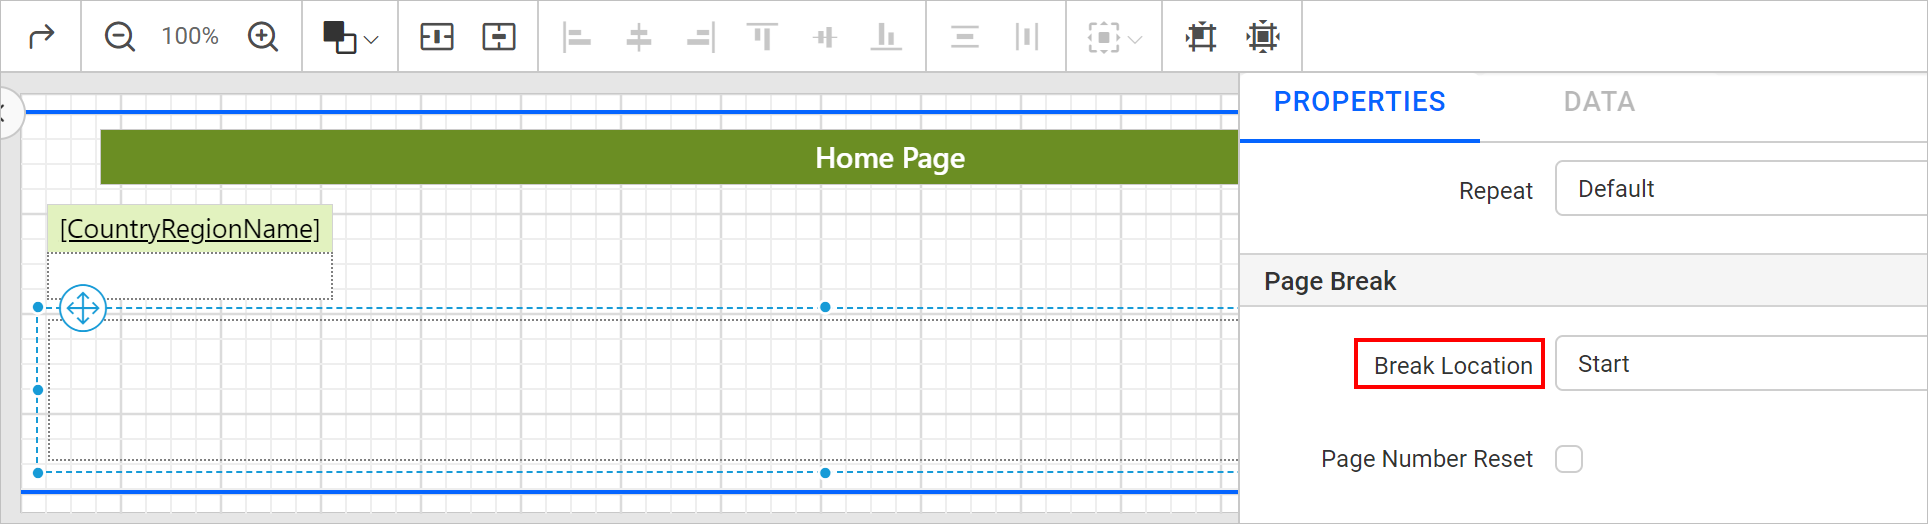 100%
PROPERTIES
DATA
Home Page
Repeat
Default
[CountryRegionName]
Page Break
Break Location
Start
Page Number Reset